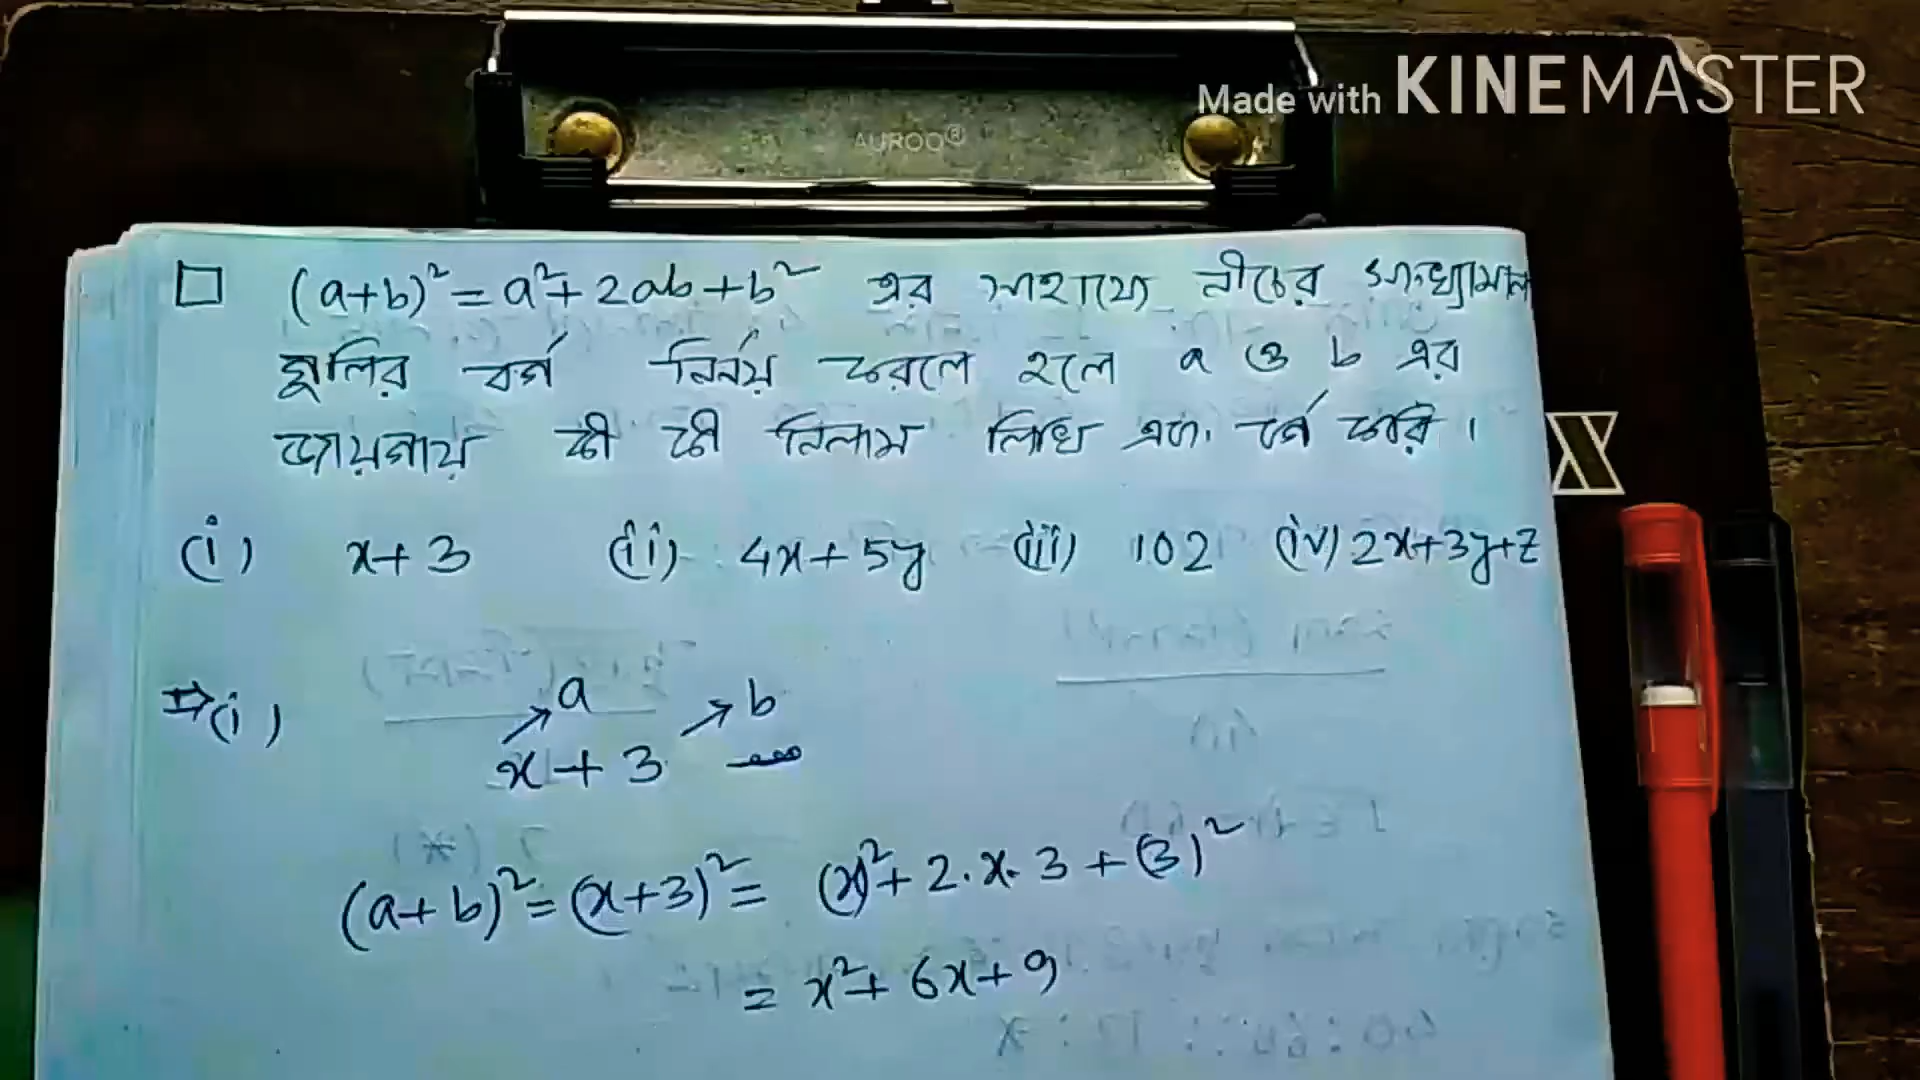 Made with KINEMASTER
AUROO®
(a+b)² = a²+2ab+b² এর সাহায্যে নীচের সংখ্যামান
গুলির বর্গ নির্নয় করলে হলে a ও b এর
জায়গায় কী কী নিলাম লিখি এবং বর্গ করি।
(i) x+3 (ii) 4x+5y (iii) 102 (iv) 2x+3y+z
⇒(i) a b
x+3
(a+b)² = (x+3)² = (x)²+2.x.3+(3)²
= x²+6x+9